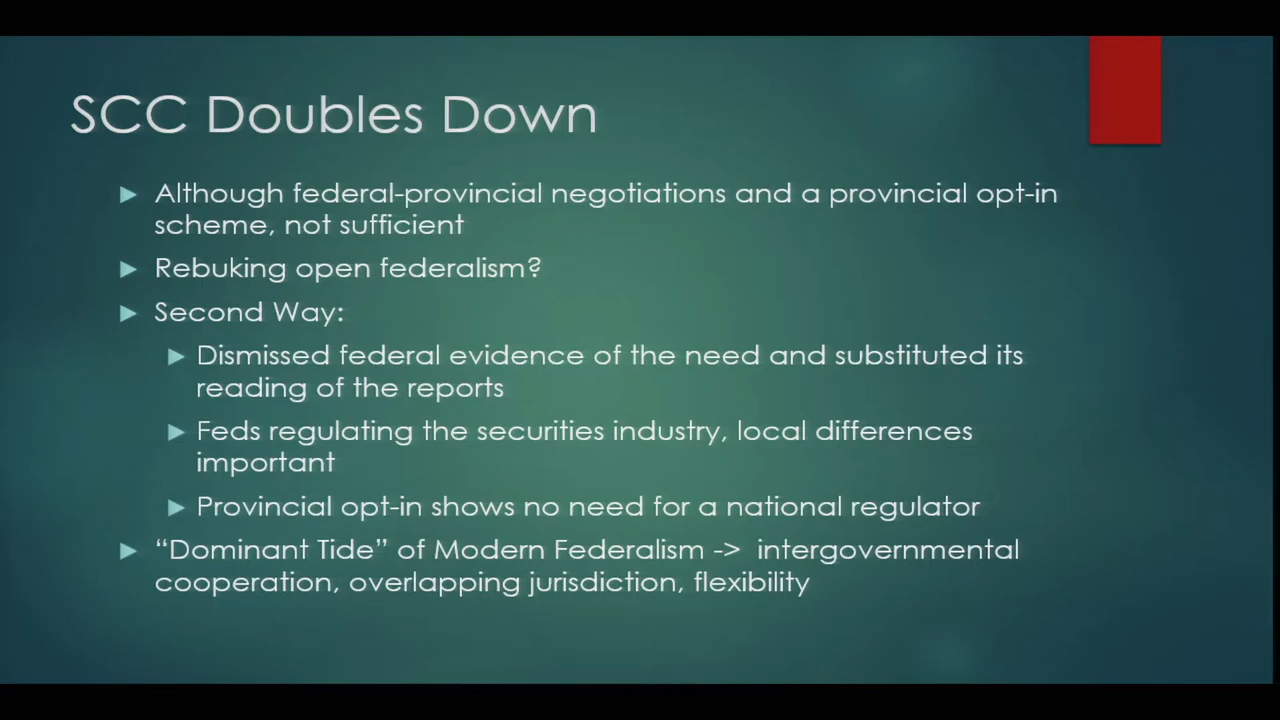 SCC Doubles Down
Although federal-provincial negotiations and a provincial opt-in
scheme, not sufficient
Rebuking open federalism?
Second Way:
Dismissed federal evidence of the need and substituted its
reading of the reports
Feds regulating the securities industry, local differences
important
Provincial opt-in shows no need for a national regulator
“Dominant Tide” of Modern Federalism -> intergovernmental
cooperation, overlapping jurisdiction, flexibility